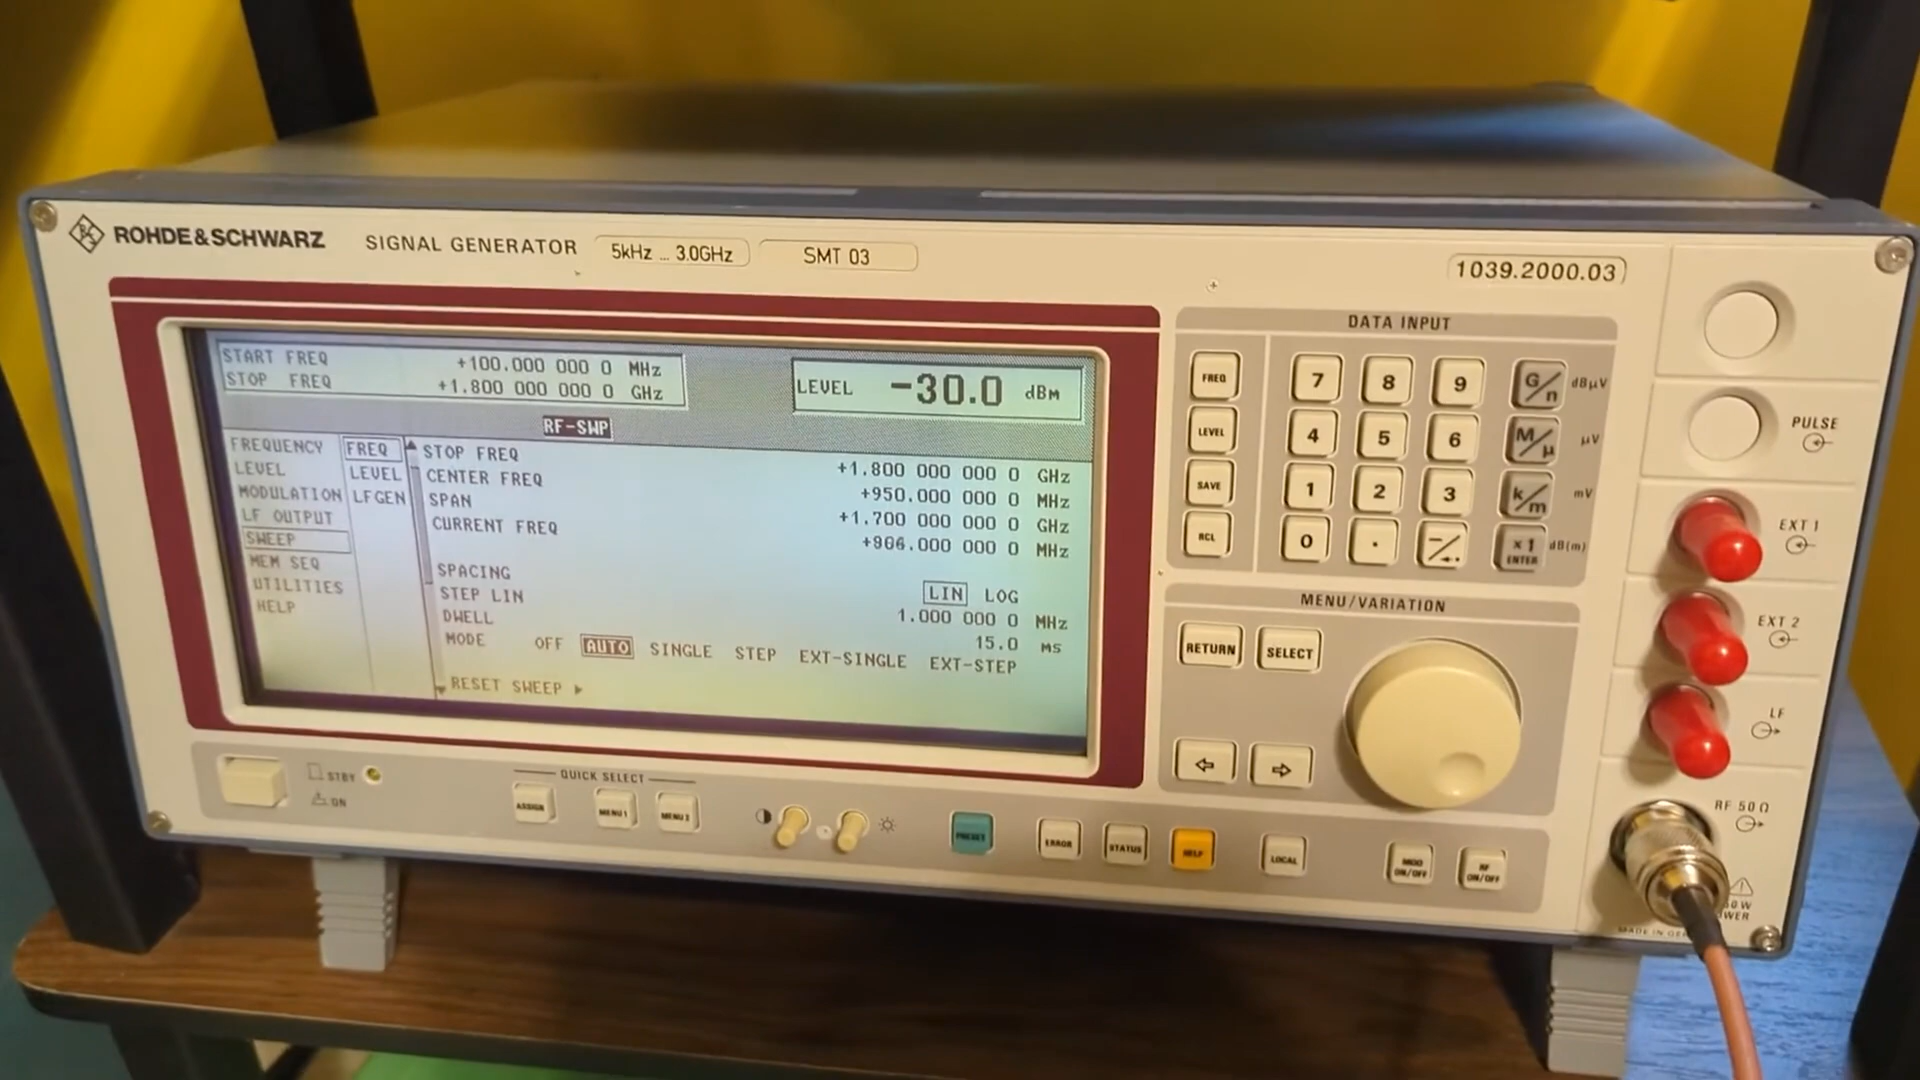 ROHDE&SCHWARZ SIGNAL GENERATOR 5kHz ... 3.0GHz SMT 03 1039.2000.03
START FREQ +100.000 000 0 MHz
STOP FREQ +1.800 000 000 0 GHz
LEVEL -30.0 dBm
RF-SWP
FREQUENCY
LEVEL
MODULATION
LF OUTPUT
SWEEP
MEM SEQ
UTILITIES
HELP
FREQ
LEVEL
LFGEN
STOP FREQ +1.800 000 000 0 GHz
CENTER FREQ +950.000 000 0 MHz
SPAN +1.700 000 000 0 GHz
CURRENT FREQ +906.000 000 0 MHz
SPACING LIN LOG
STEP LIN 1.000 000 0 MHz
DWELL 15.0 ms
MODE OFF AUTO SINGLE STEP EXT-SINGLE EXT-STEP
RESET SWEEP
DATA INPUT
FREQ 7 8 9 G/n dBµV
LEVEL 4 5 6 M/µ µV
SAVE 1 2 3 k/m mV
RCL 0 . - x1 ENTER dB(m)
MENU/VARIATION
RETURN SELECT
PULSE
EXT 1
EXT 2
LF
RF 50 Ω
MADE IN
STBY
ON
QUICK SELECT
ASSIGN MENU 1 MENU 2
PRESET ERROR STATUS HELP LOCAL MOD ON/OFF RF ON/OFF